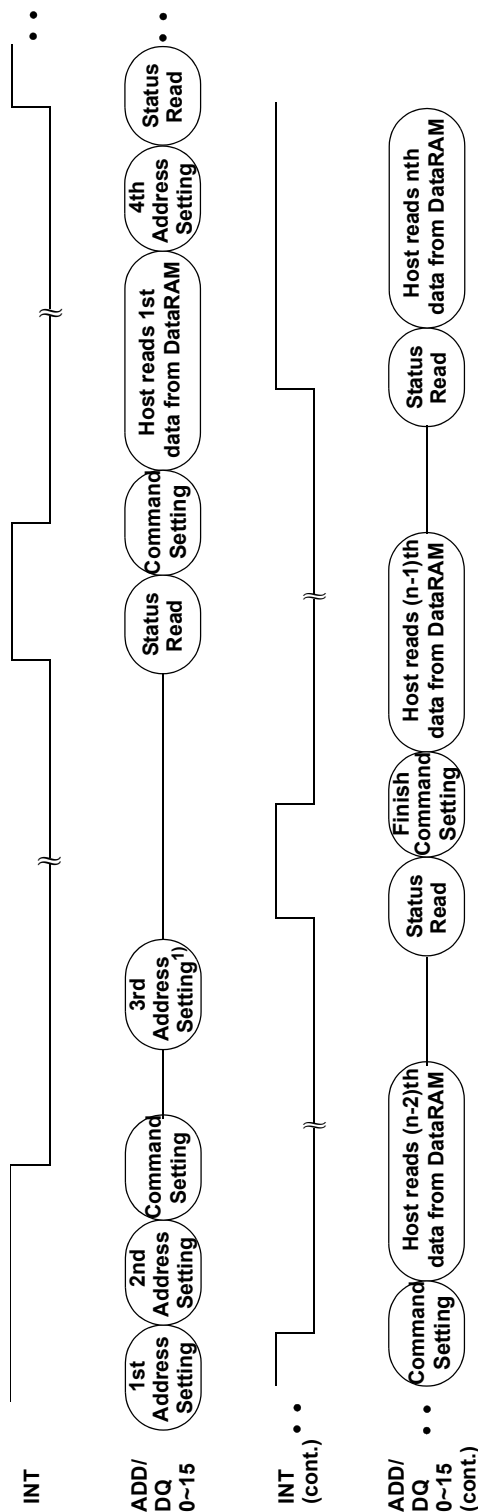 INT
ADD/
DQ
0~15
1st
Address
Setting
2nd
Address
Setting
Command
Setting
3rd
Address
Setting1)
Status
Read
Command
Setting
Host reads 1st
data from DataRAM
4th
Address
Setting
Status
Read
INT
(cont.)
ADD/
DQ
0~15
(cont.)
Command
Setting
Host reads (n-2)th
data from DataRAM
Status
Read
Finish
Command
Setting
Host reads (n-1)th
data from DataRAM
Status
Read
Host reads nth
data from DataRAM